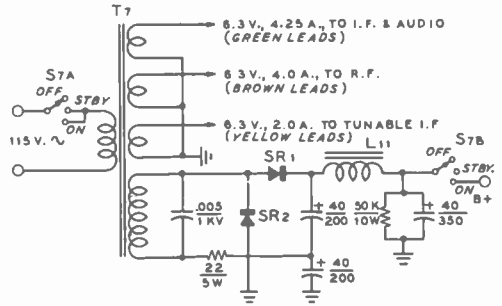 T7
6.3 V., 4.25 A., TO I.F. & AUDIO
(GREEN LEADS)
S7A
OFF
STBY
ON
6.3 V., 4.0 A., TO R.F.
(BROWN LEADS)
115 V. ~
6.3 V., 2.0 A. TO TUNABLE I.F
(YELLOW LEADS)
L11
S7B
OFF
STBY.
ON
B+
SR1
.005
1 KV
SR2
+ 40
200
50K
10W
+ 40
350
22
5W
+ 40
200